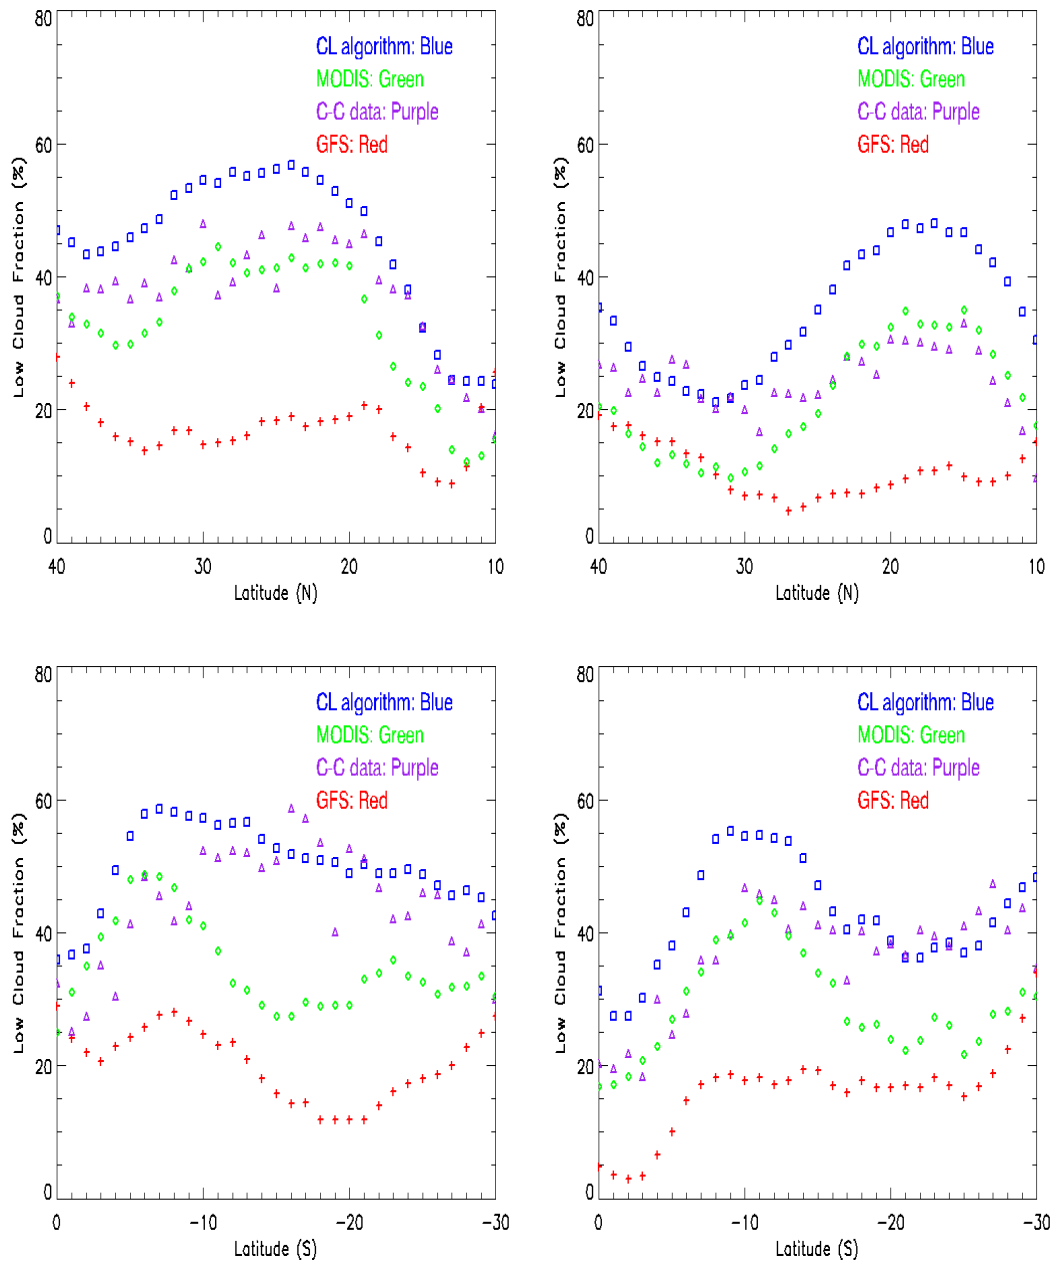 80
60
40
20
0
Low Cloud Fraction (%)
CL algorithm: Blue
MODIS: Green
C-C data: Purple
GFS: Red
40
30
20
10
Latitude (N)
80
60
40
20
0
Low Cloud Fraction (%)
CL algorithm: Blue
MODIS: Green
C-C data: Purple
GFS: Red
40
30
20
10
Latitude (N)
80
60
40
20
0
Low Cloud Fraction (%)
CL algorithm: Blue
MODIS: Green
C-C data: Purple
GFS: Red
0
-10
-20
-30
Latitude (S)
80
60
40
20
0
Low Cloud Fraction (%)
CL algorithm: Blue
MODIS: Green
C-C data: Purple
GFS: Red
0
-10
-20
-30
Latitude (S)